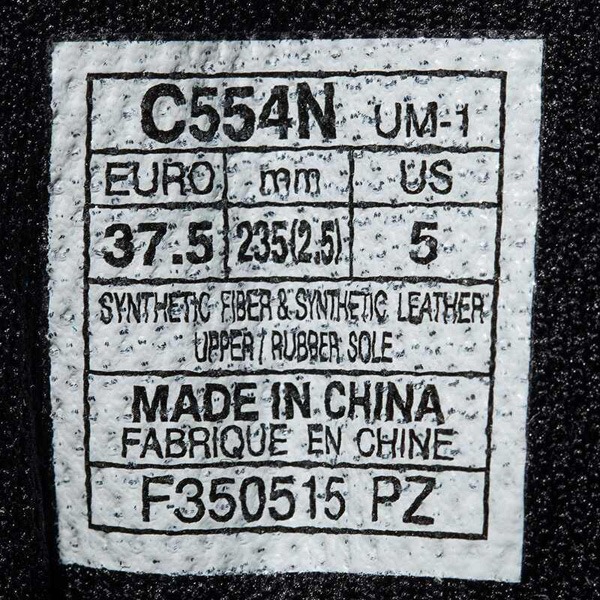 C554N UM-1
EURO mm US
37.5 235(2.5) 5
SYNTHETIC FIBER & SYNTHETIC LEATHER
UPPER / RUBBER SOLE
MADE IN CHINA
FABRIQUE EN CHINE
F350515 PZ